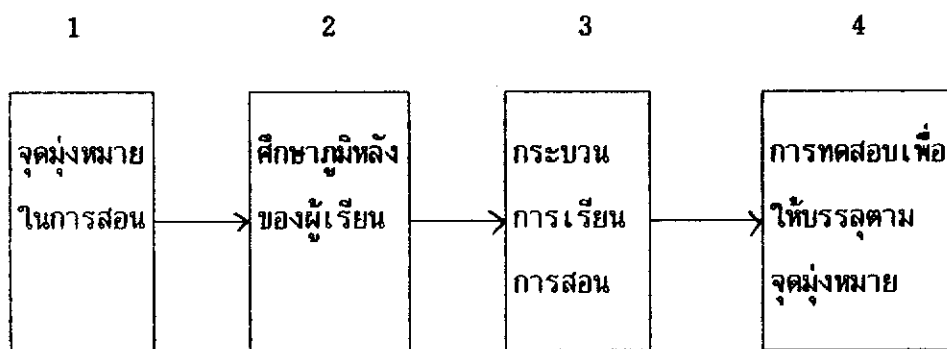 1 2 3 4
จุดมุ่งหมาย
ในการสอน
ศึกษาภูมิหลัง
ของผู้เรียน
กระบวน
การเรียน
การสอน
การทดสอบเพื่อ
ให้บรรลุตาม
จุดมุ่งหมาย